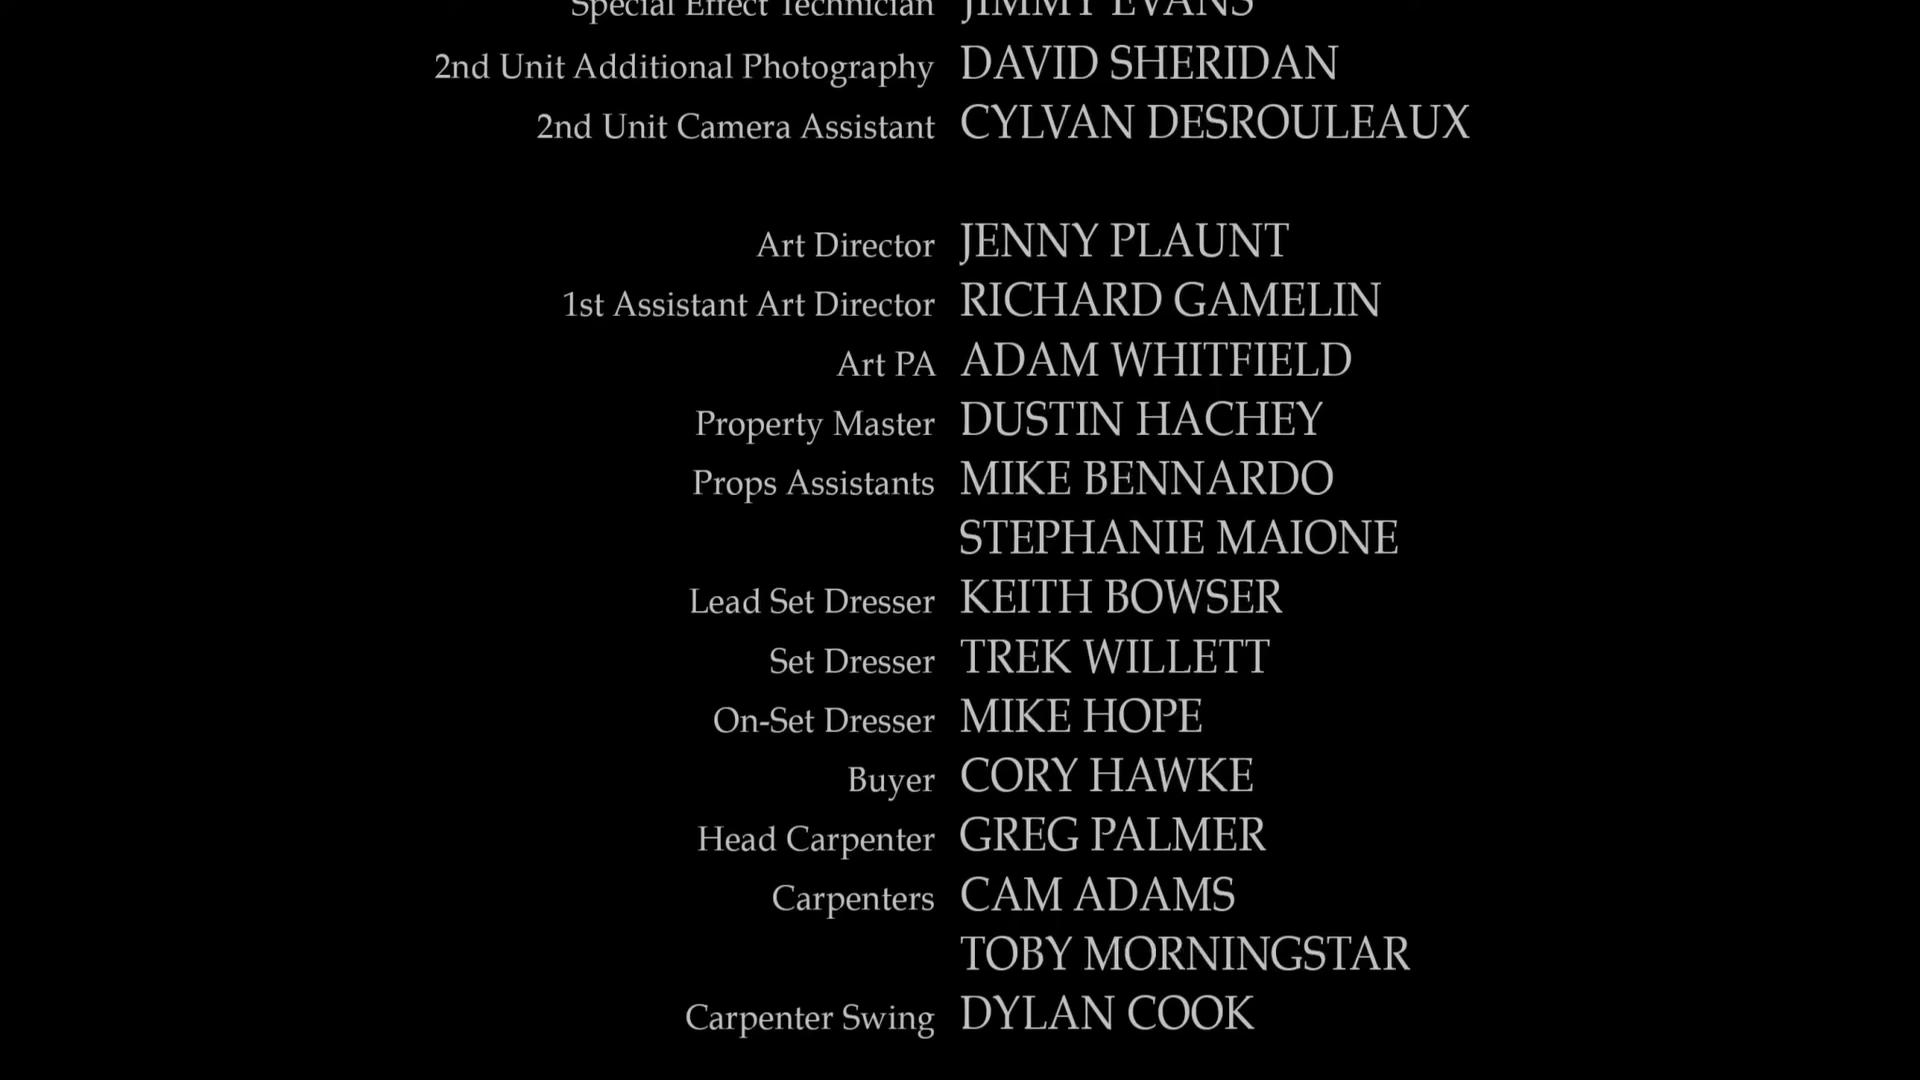 Special Effect Technician JIMMY EVANS
2nd Unit Additional Photography DAVID SHERIDAN
2nd Unit Camera Assistant CYLVAN DESROULEAUX
Art Director JENNY PLAUNT
1st Assistant Art Director RICHARD GAMELIN
Art PA ADAM WHITFIELD
Property Master DUSTIN HACHEY
Props Assistants MIKE BENNARDO
STEPHANIE MAIONE
Lead Set Dresser KEITH BOWSER
Set Dresser TREK WILLETT
On-Set Dresser MIKE HOPE
Buyer CORY HAWKE
Head Carpenter GREG PALMER
Carpenters CAM ADAMS
TOBY MORNINGSTAR
Carpenter Swing DYLAN COOK